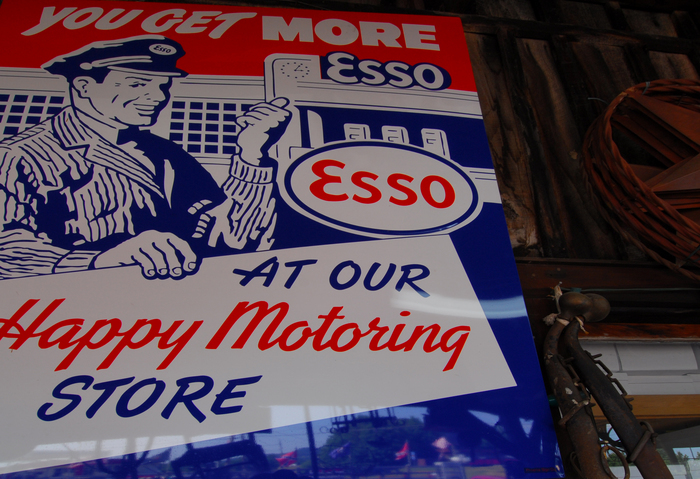 YOU GET MORE
Esso
Esso
Esso
AT OUR
Happy Motoring
STORE